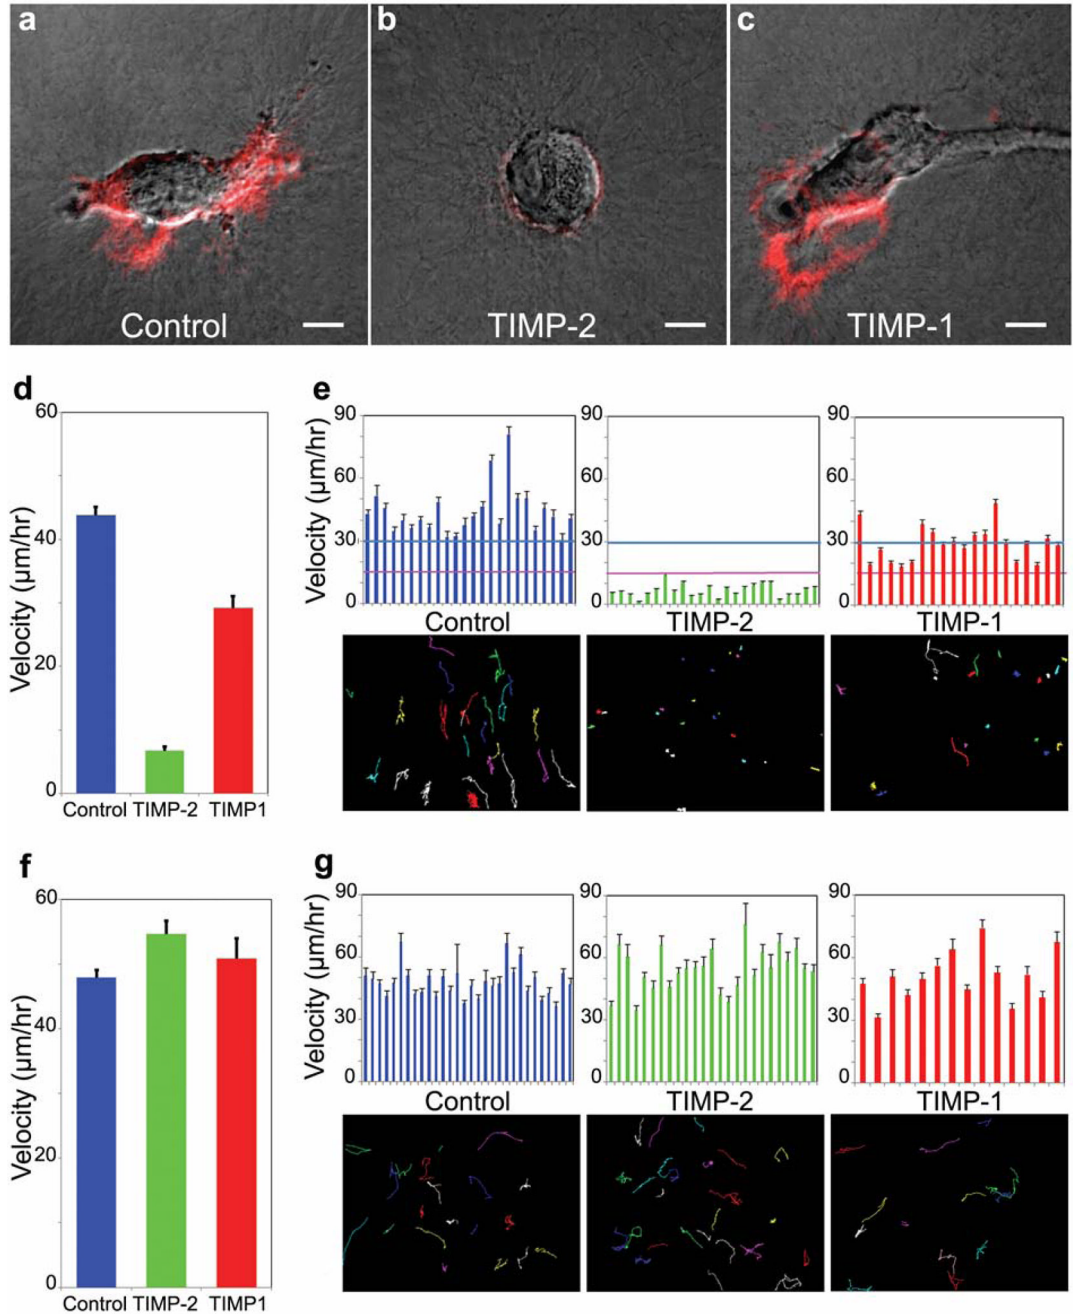 a
b
c
Control
TIMP-2
TIMP-1
d
e
60
40
20
0
Velocity (µm/hr)
Control TIMP-2 TIMP1
90
60
30
0
Velocity (µm/hr)
90
60
30
0
90
60
30
0
Control
TIMP-2
TIMP-1
f
g
60
40
20
0
Velocity (µm/hr)
Control TIMP-2 TIMP1
90
60
30
0
Velocity (µm/hr)
90
60
30
0
90
60
30
0
Control
TIMP-2
TIMP-1